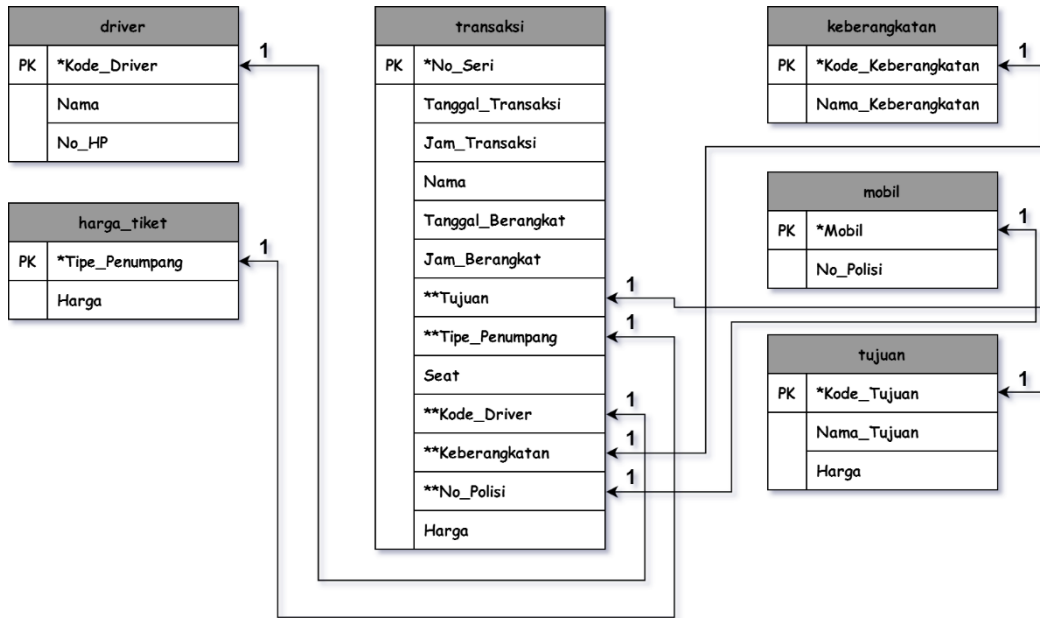 driver
PK *Kode_Driver
Nama
No_HP
1
harga_tiket
PK *Tipe_Penumpang
Harga
1
transaksi
PK *No_Seri
Tanggal_Transaksi
Jam_Transaksi
Nama
Tanggal_Berangkat
Jam_Berangkat
**Tujuan
1
**Tipe_Penumpang
1
Seat
**Kode_Driver
1
**Keberangkatan
1
**No_Polisi
1
Harga
keberangkatan
PK *Kode_Keberangkatan
Nama_Keberangkatan
1
mobil
PK *Mobil
No_Polisi
1
tujuan
PK *Kode_Tujuan
Nama_Tujuan
Harga
1